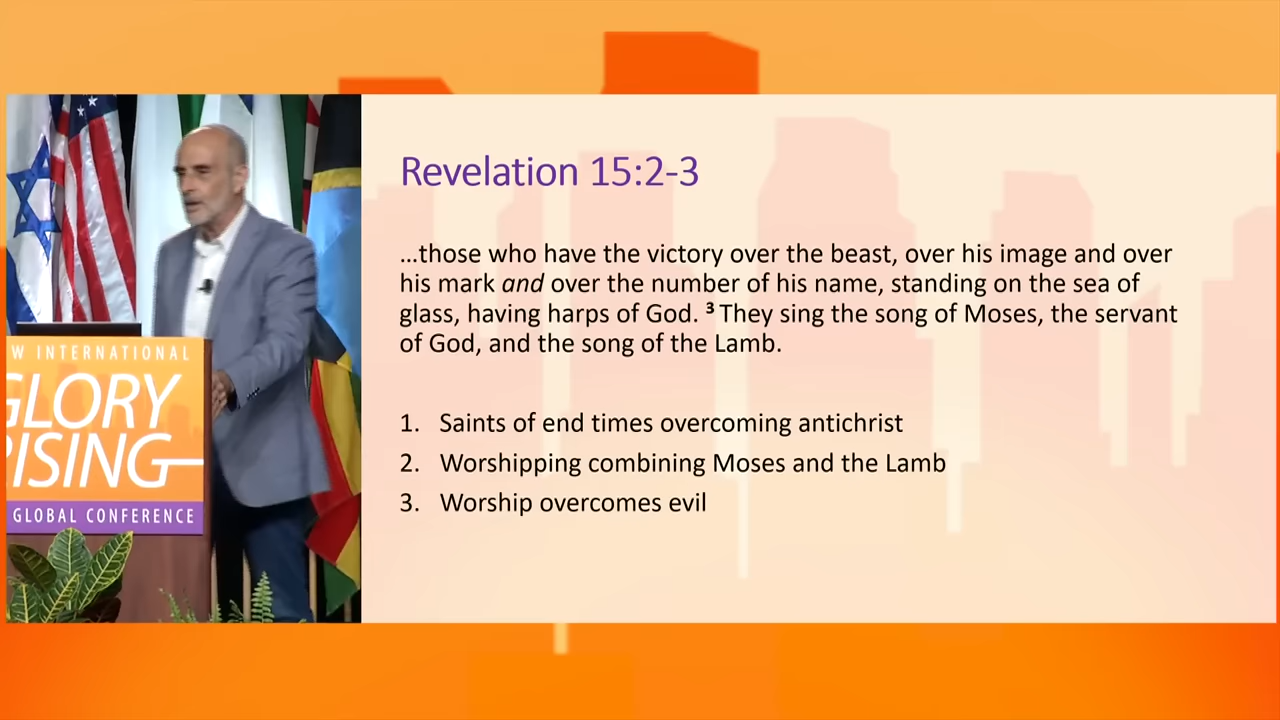 W INTERNATIONAL
GLORY
RISING
GLOBAL CONFERENCE
Revelation 15:2-3
...those who have the victory over the beast, over his image and over
his mark and over the number of his name, standing on the sea of
glass, having harps of God. ³ They sing the song of Moses, the servant
of God, and the song of the Lamb.
1. Saints of end times overcoming antichrist
2. Worshipping combining Moses and the Lamb
3. Worship overcomes evil